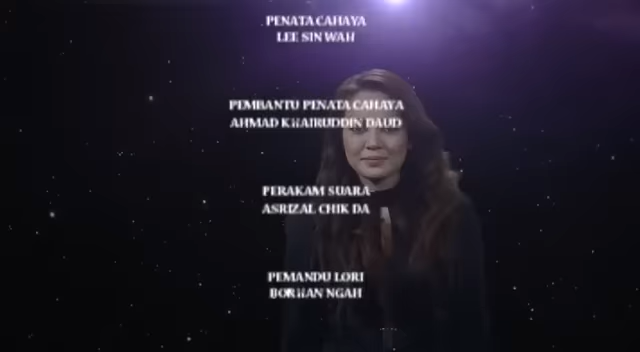 PENATA CAHAYA
LEE SIN WAH
PEMBANTU PENATA CAHAYA
AHMAD KHAIRUDDIN DAUD
PERAKAM SUARA
ASRIZAL CHIK DA
PEMANDU LORI
BORHAN NGAH